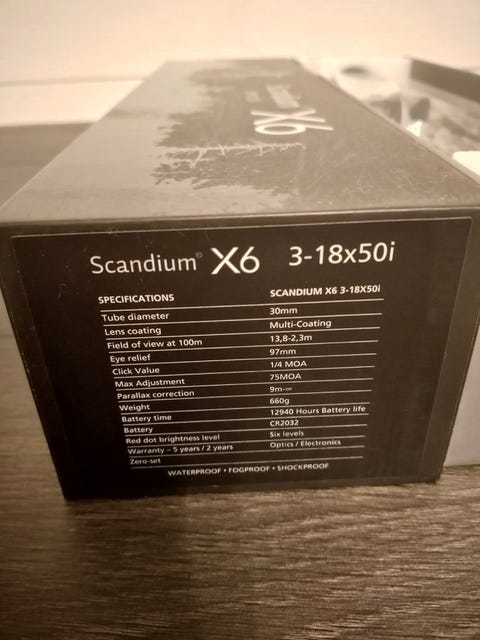 Scandium
X6
Scandium® X6 3-18x50i
SPECIFICATIONS SCANDIUM X6 3-18X50i
Tube diameter 30mm
Lens coating Multi-Coating
Field of view at 100m 13,8-2,3m
Eye relief 97mm
Click Value 1/4 MOA
Max Adjustment 75MOA
Parallax correction 9m-∞
Weight 660g
Battery time 12940 Hours Battery life
Battery CR2032
Red dot brightness level Six levels
Warranty – 5 years / 2 years Optics / Electronics
Zero-set
WATERPROOF • FOGPROOF • SHOCKPROOF